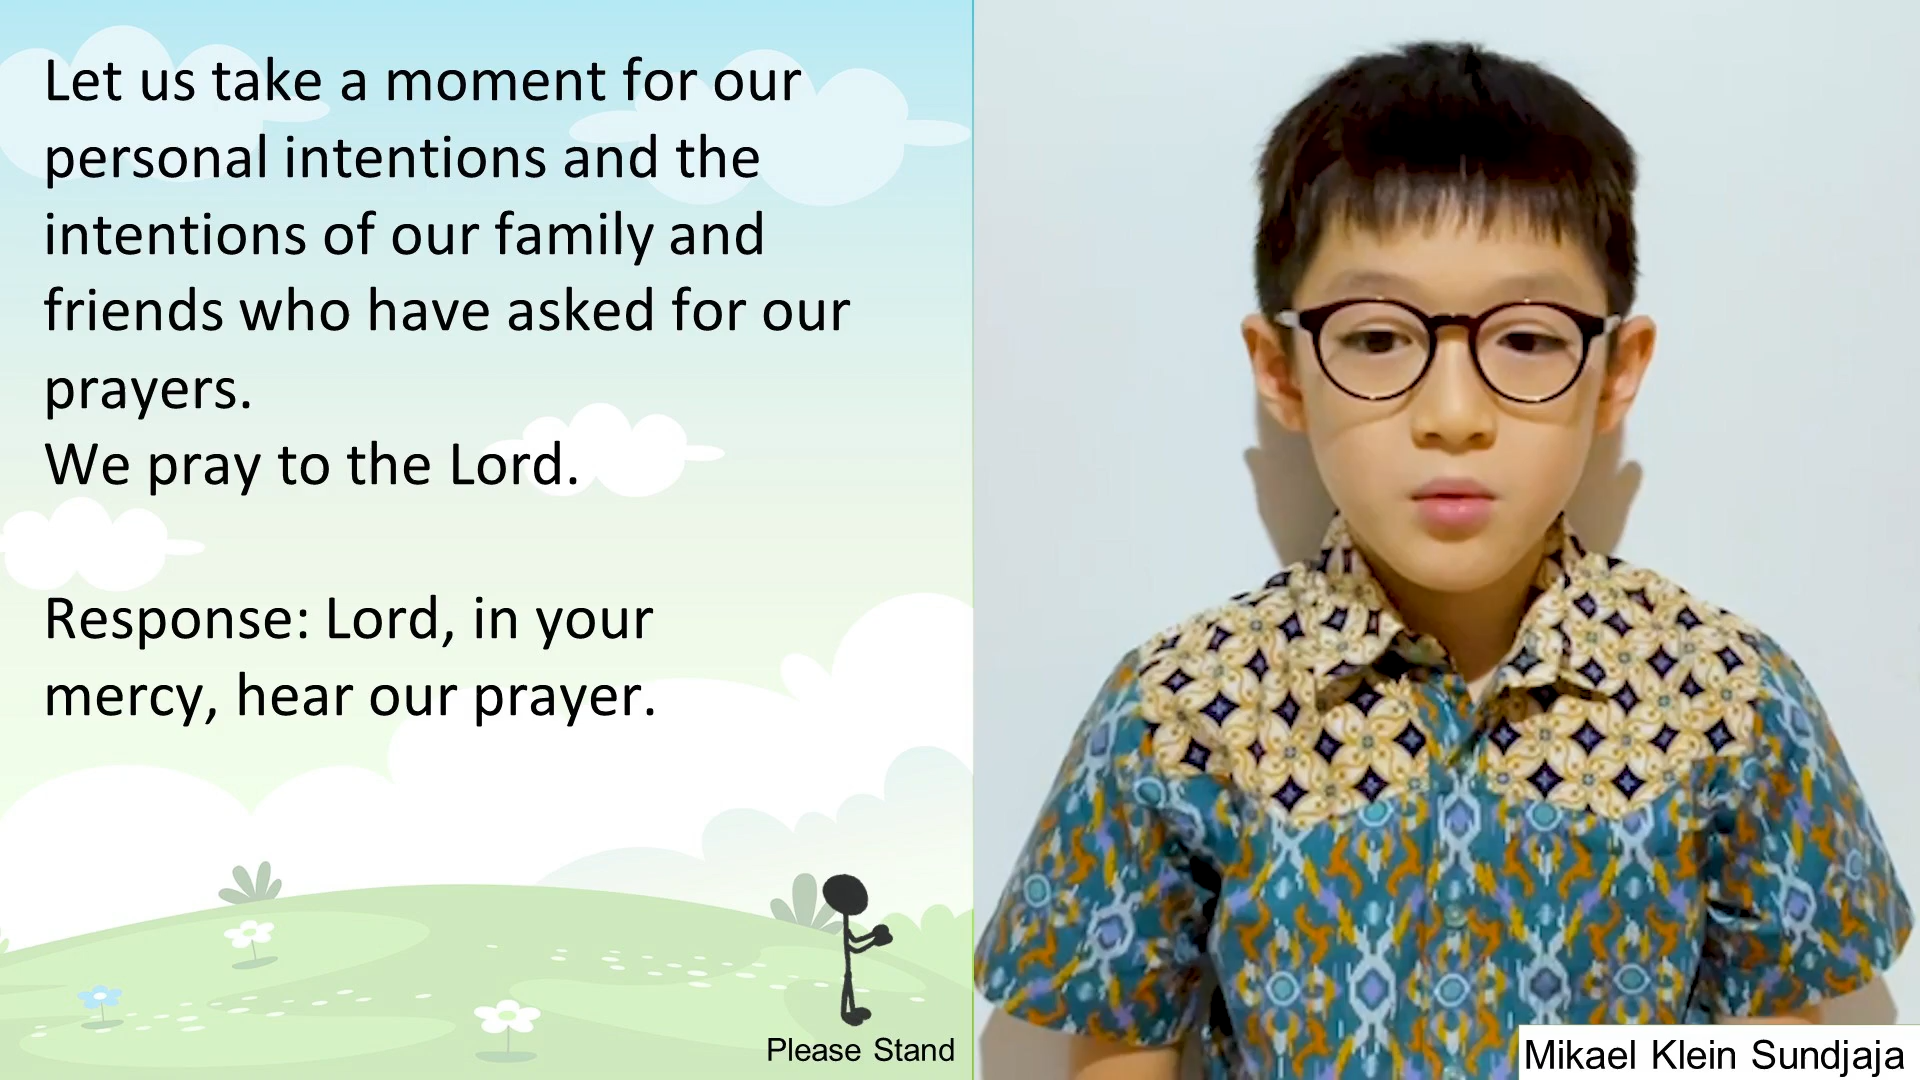 Let us take a moment for our
personal intentions and the
intentions of our family and
friends who have asked for our
prayers.
We pray to the Lord.
Response: Lord, in your
mercy, hear our prayer.
Please Stand
Mikael Klein Sundjaja